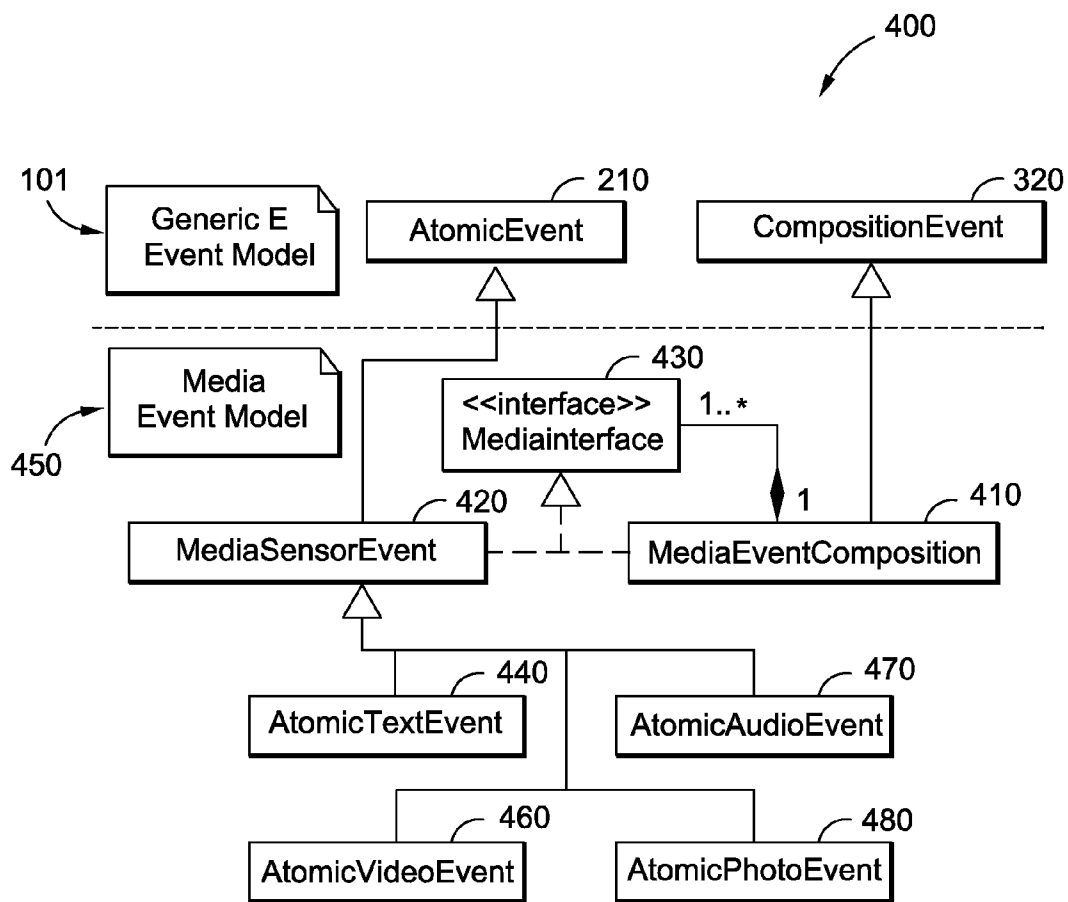 400
101
Generic E
Event Model
210
AtomicEvent
320
CompositionEvent
Media
Event Model
450
430
<<interface>>
Mediainterface
1..*
1
420
MediaSensorEvent
410
MediaEventComposition
440
AtomicTextEvent
470
AtomicAudioEvent
460
AtomicVideoEvent
480
AtomicPhotoEvent